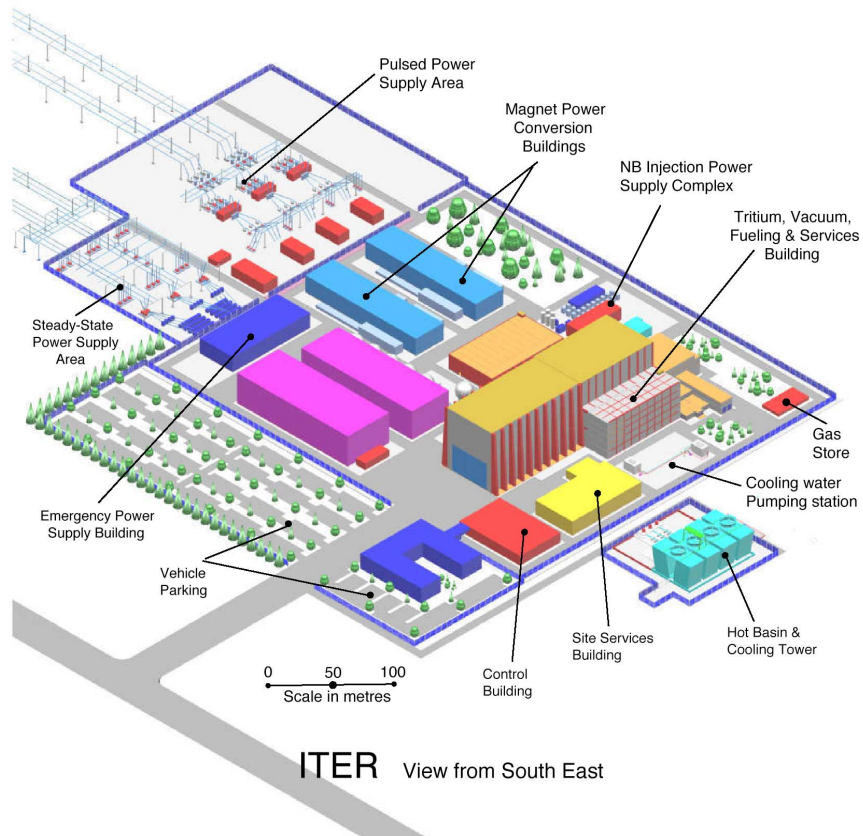 Pulsed Power
Supply Area
Magnet Power
Conversion
Buildings
NB Injection Power
Supply Complex
Tritium, Vacuum,
Fueling & Services
Building
Steady-State
Power Supply
Area
Gas
Store
Cooling water
Pumping station
Emergency Power
Supply Building
Vehicle
Parking
Hot Basin &
Cooling Tower
Site Services
Building
Control
Building
0 50 100
Scale in metres
ITER View from South East